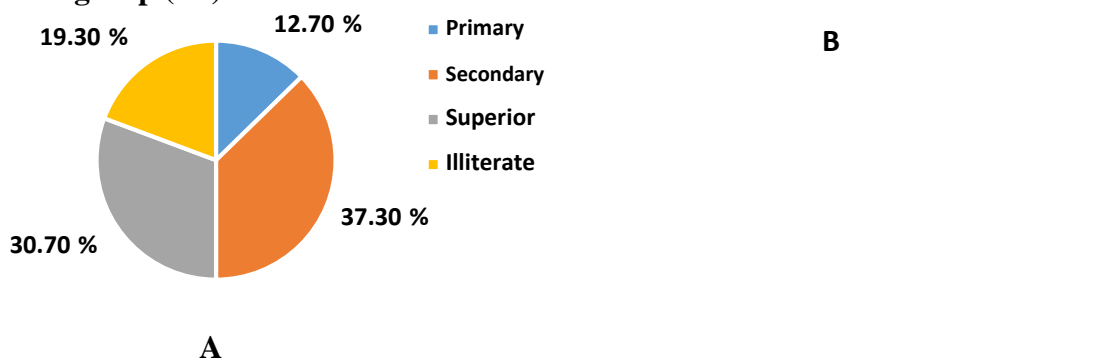 12.70 %
19.30 %
Primary
B
Secondary
Superior
Illiterate
37.30 %
30.70 %
A